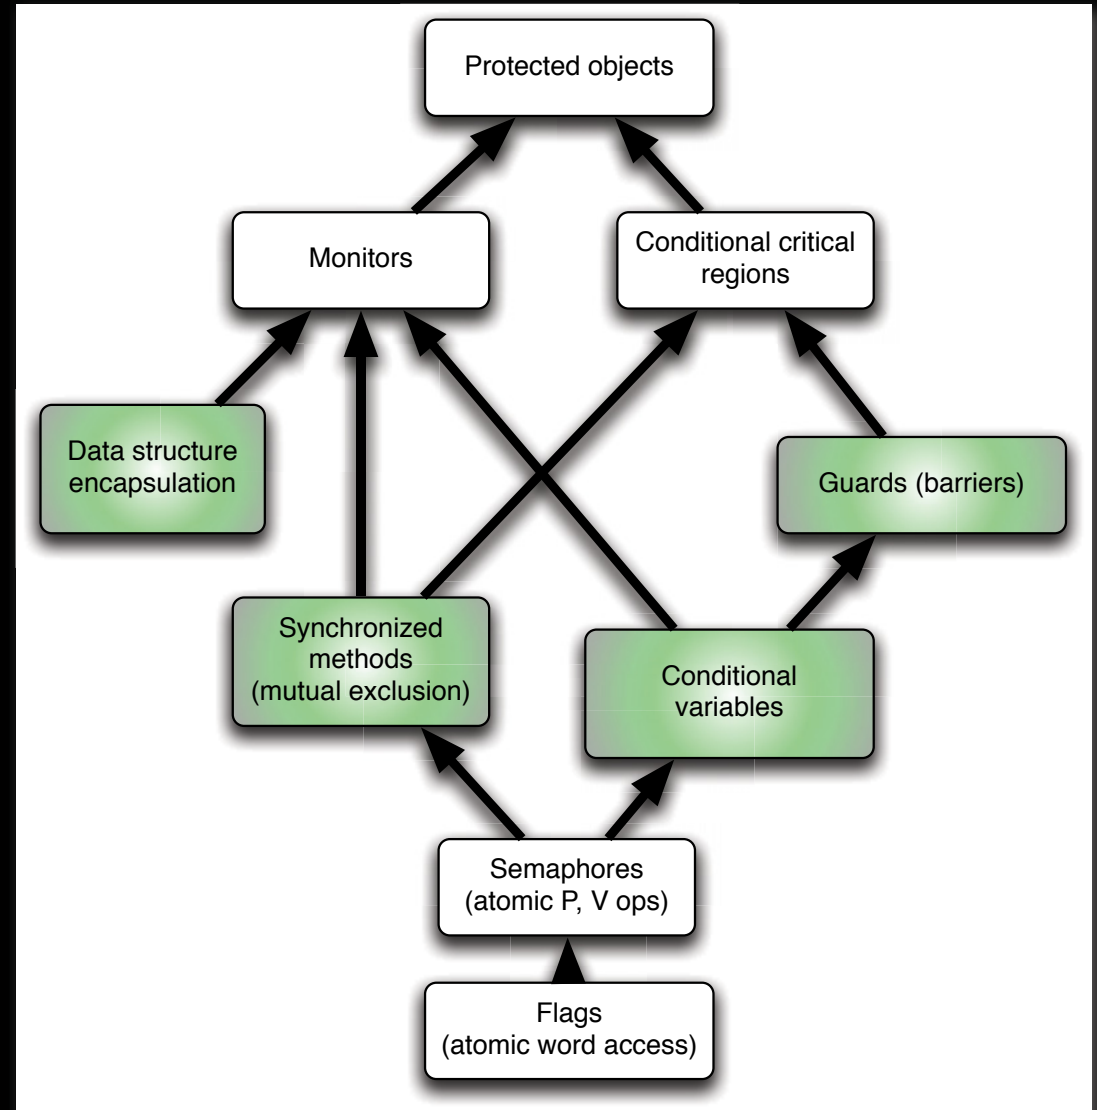 Protected objects
Monitors
Conditional critical
regions
Data structure
encapsulation
Guards (barriers)
Synchronized
methods
(mutual exclusion)
Conditional
variables
Semaphores
(atomic P, V ops)
Flags
(atomic word access)